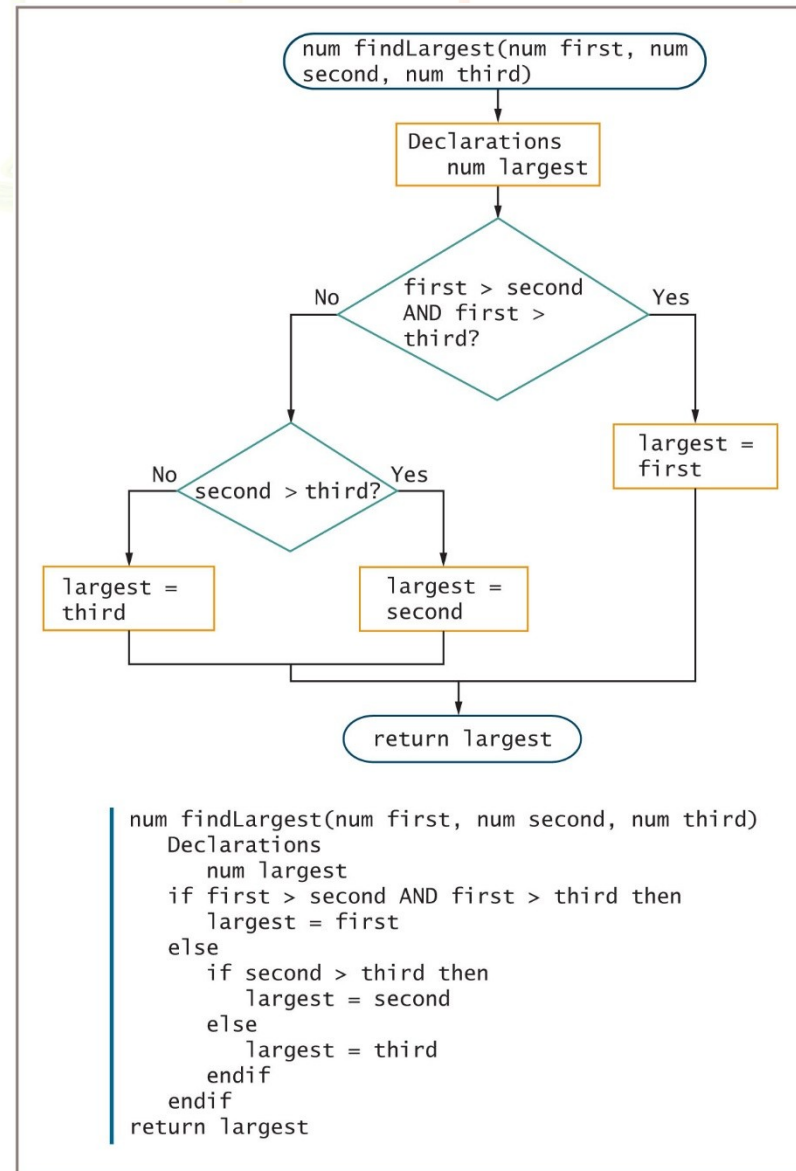 num findLargest(num first, num
second, num third)
Declarations
num largest
first > second
AND first >
third?
No
Yes
largest =
first
second > third?
No
Yes
largest =
third
largest =
second
return largest
num findLargest(num first, num second, num third)
Declarations
num largest
if first > second AND first > third then
largest = first
else
if second > third then
largest = second
else
largest = third
endif
endif
return largest